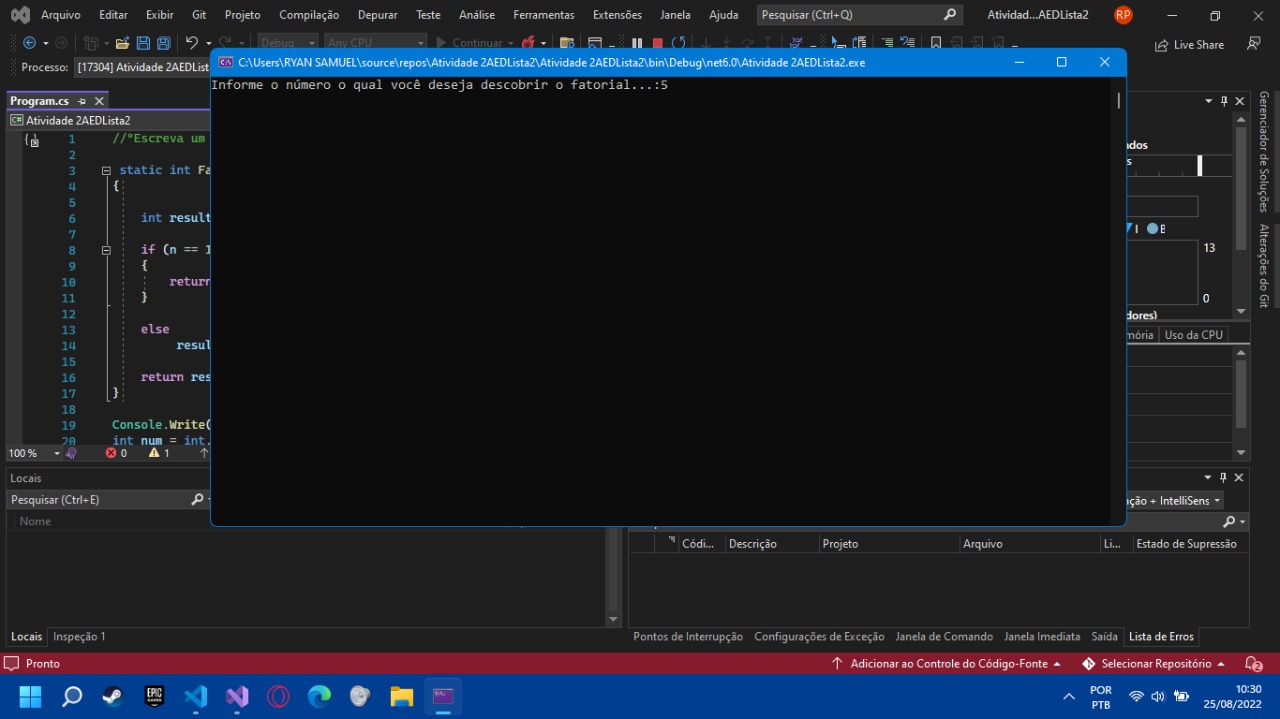 Arquivo Editar Exibir Git Projeto Compilação Depurar Teste Análise Ferramentas Extensões Janela Ajuda Pesquisar (Ctrl+Q) Atividad...AEDLista2 RP
Debug Any CPU Continuar Live Share
Processo: [17304] Atividade 2AEDLista
C:\Users\RYAN SAMUEL\source\repos\Atividade 2AEDLista2\Atividade 2AEDLista2\bin\Debug\net6.0\Atividade 2AEDLista2.exe
Informe o número o qual você deseja descobrir o fatorial...:5
Program.cs
Atividade 2AEDLista2
1 //°Escreva um
2
3 static int Fa
4 {
5
6 int result
7
8 if (n == 1
9 {
10 return
11 }
12
13 else
14 resul
15
16 return res
17 }
18
19 Console.Write(
20 int num = int.
100 % 0 1
13
0
dores)
mória Uso da CPU
Gerenciador de Soluções
Alterações do Git
Locais
Pesquisar (Ctrl+E)
Nome
ção + IntelliSens
Códi... Descrição Projeto Arquivo Li... Estado de Supressão
Locais Inspeção 1
Pontos de Interrupção Configurações de Exceção Janela de Comando Janela Imediata Saída Lista de Erros
Pronto Adicionar ao Controle do Código-Fonte Selecionar Repositório 2
EPIC GAMES
POR
PTB
10:30
25/08/2022